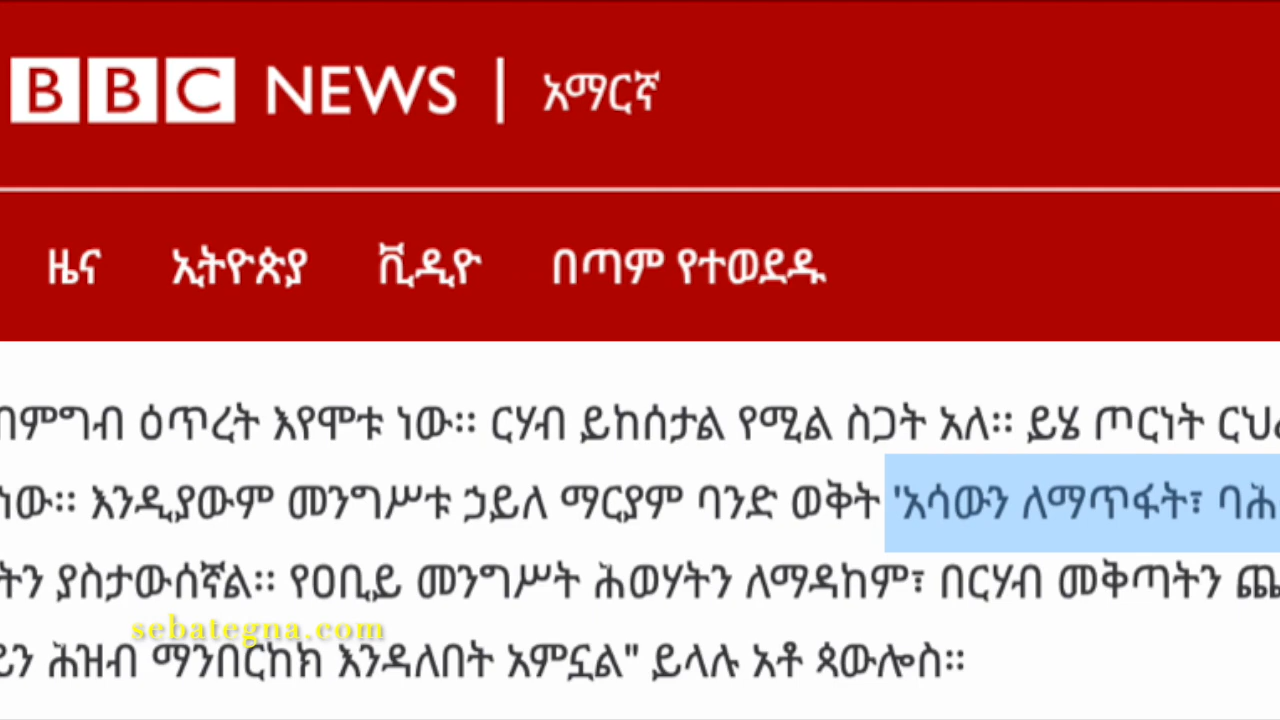 BBC NEWS | አማርኛ
ዜና ኢትዮጵያ ቪዲዮ በጣም የተወደዱ
በምግብ ዕጥረት እየሞቱ ነው። ርሃብ ይከሰታል የሚል ስጋት አለ። ይሄ ጦርነት
ነው። እንዲያውም መንግሥቱ ኃይለ ማርያም ባንድ ወቅት 'አሳውን ለማጥፋት፣ ባሕ
ትን ያስታውሰኛል። የዐቢይ መንግሥት ሕወሃትን ለማዳከም፣ በርሃብ መቅጣትን
sebategna.com
ይን ሕዝብ ማንበርከክ እንዳለበት አምኗል" ይላሉ አቶ ጳውሎስ።